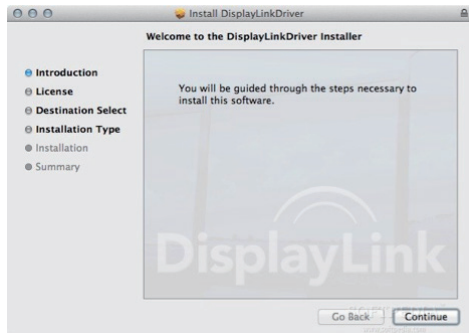 Install DisplayLinkDriver
Welcome to the DisplayLinkDriver Installer
Introduction
License
Destination Select
Installation Type
Installation
Summary
You will be guided through the steps necessary to
install this software.
DisplayLink
Go Back
Continue